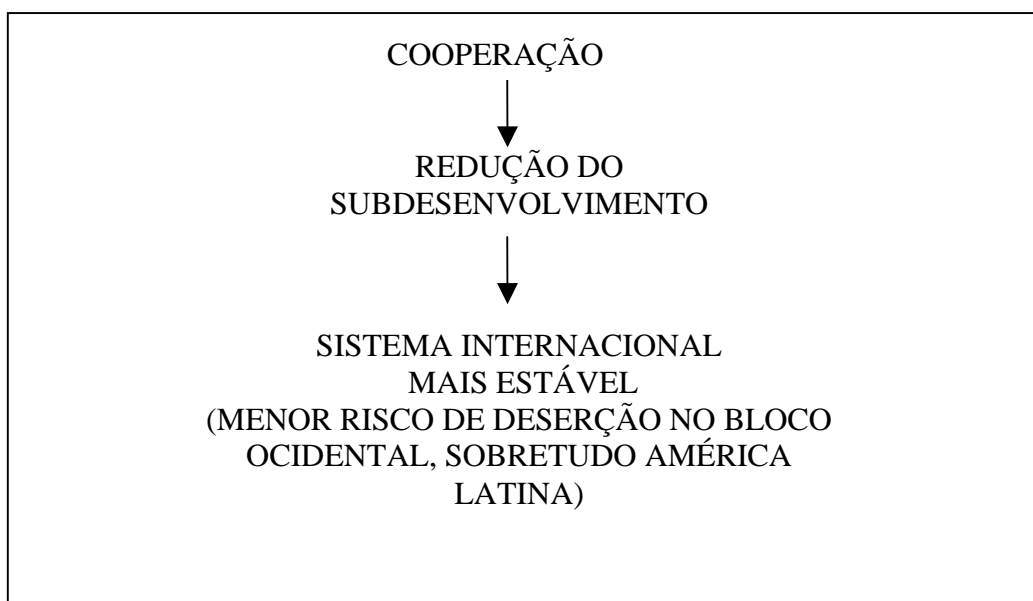 COOPERAÇÃO
REDUÇÃO DO
SUBDESENVOLVIMENTO
SISTEMA INTERNACIONAL
MAIS ESTÁVEL
(MENOR RISCO DE DESERÇÃO NO BLOCO
OCIDENTAL, SOBRETUDO AMÉRICA
LATINA)